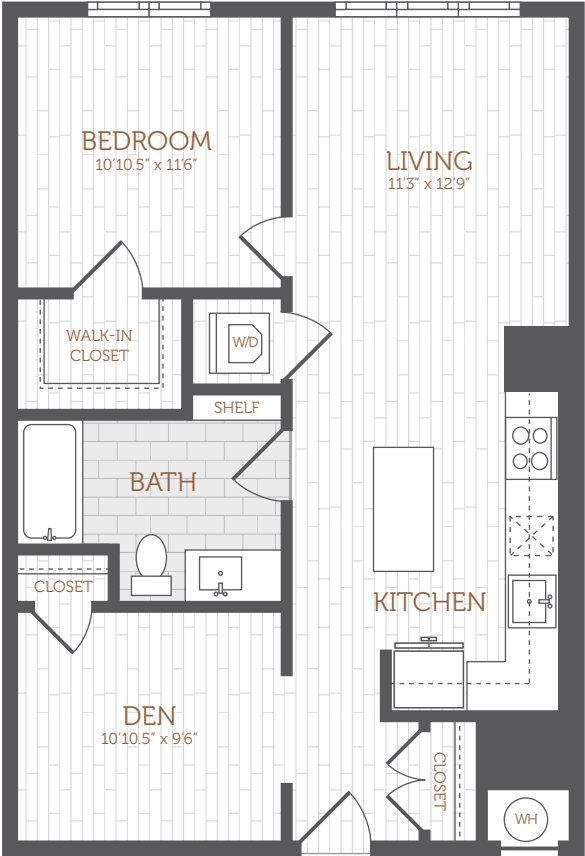 BEDROOM
10'10.5" x 11'6"
LIVING
11'3" x 12'9"
WALK-IN
CLOSET
W/D
SHELF
BATH
CLOSET
KITCHEN
DEN
10'10.5" x 9'6"
CLOSET
WH